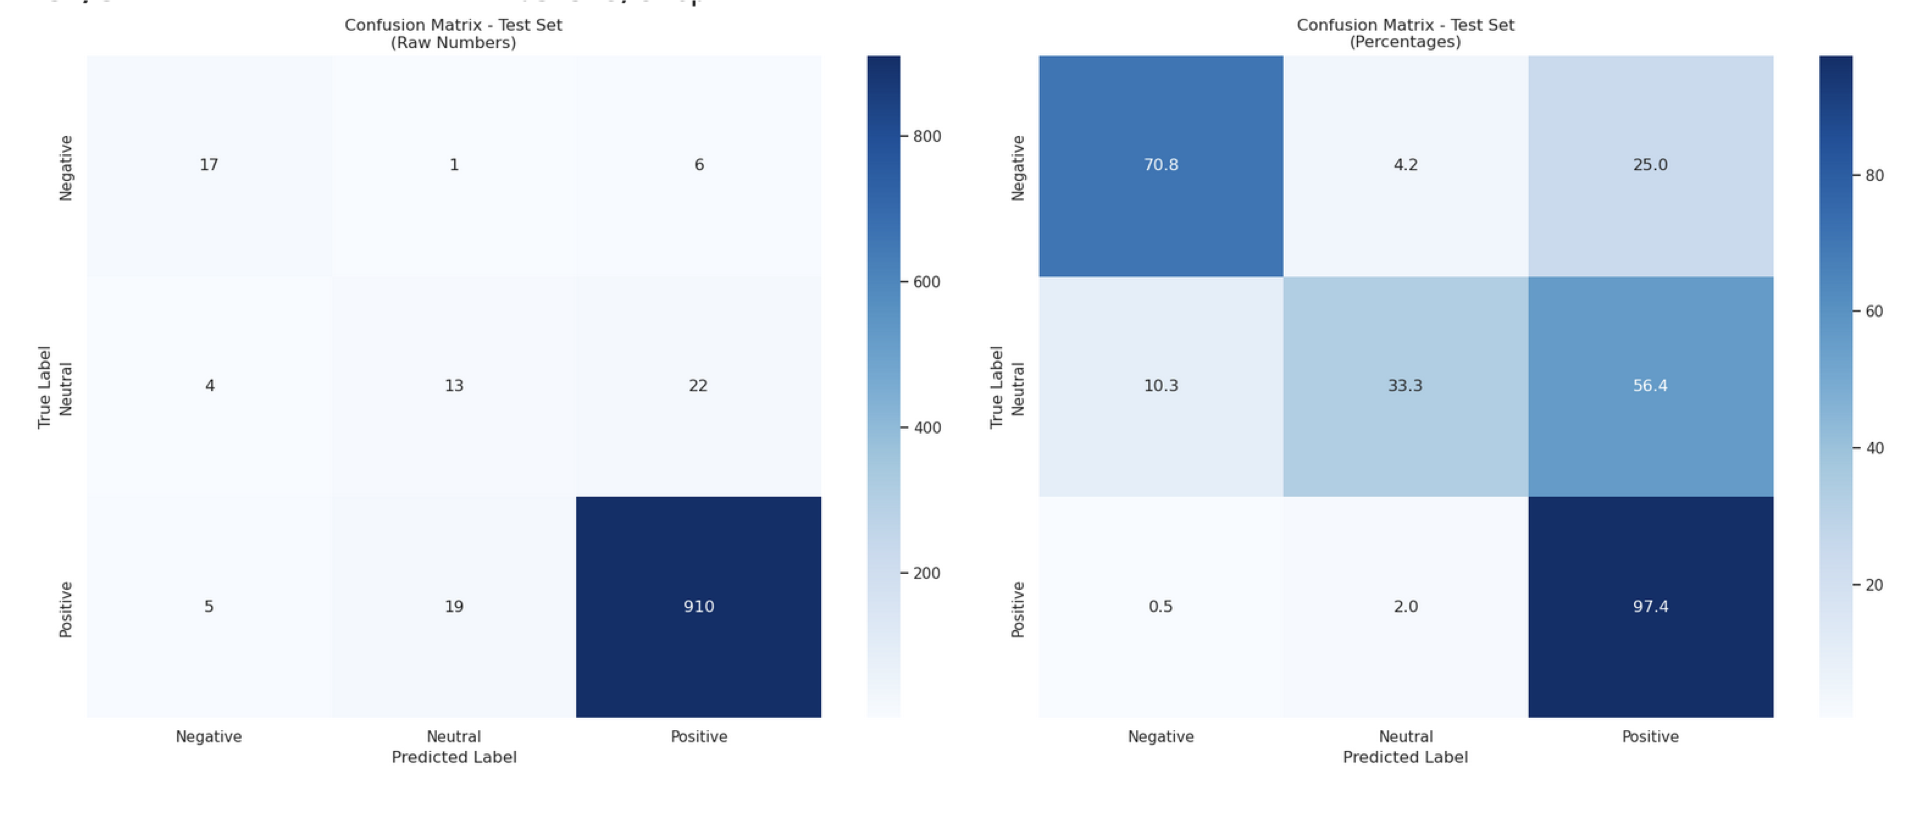 Confusion Matrix - Test Set
(Raw Numbers)
True Label
Negative
17 1 6
Neutral
4 13 22
Positive
5 19 910
Negative Neutral Positive
Predicted Label
800
600
400
200
Confusion Matrix - Test Set
(Percentages)
True Label
Negative
70.8 4.2 25.0
Neutral
10.3 33.3 56.4
Positive
0.5 2.0 97.4
Negative Neutral Positive
Predicted Label
80
60
40
20